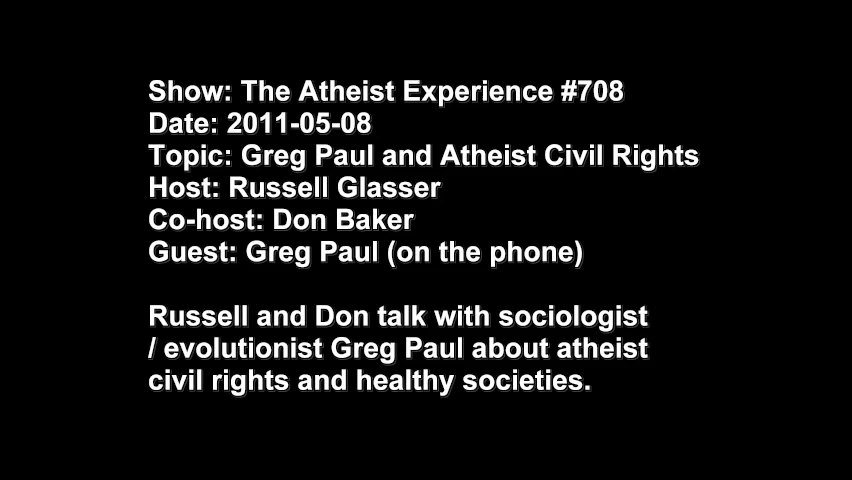 Show: The Atheist Experience #708
Date: 2011-05-08
Topic: Greg Paul and Atheist Civil Rights
Host: Russell Glasser
Co-host: Don Baker
Guest: Greg Paul (on the phone)
Russell and Don talk with sociologist
/ evolutionist Greg Paul about atheist
civil rights and healthy societies.